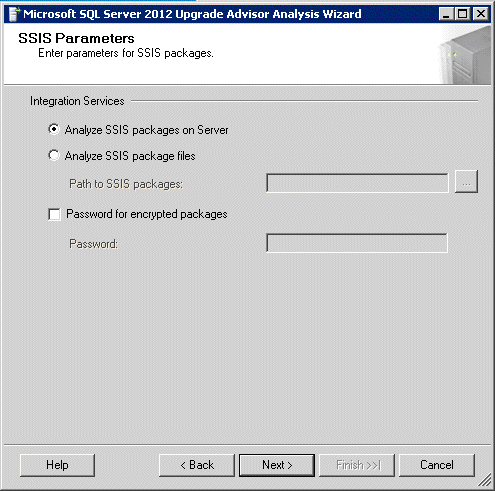 Microsoft SQL Server 2012 Upgrade Advisor Analysis Wizard
SSIS Parameters
Enter parameters for SSIS packages.
Integration Services
Analyze SSIS packages on Server
Analyze SSIS package files
Path to SSIS packages:
...
Password for encrypted packages
Password:
Help
< Back
Next >
Finish >>|
Cancel